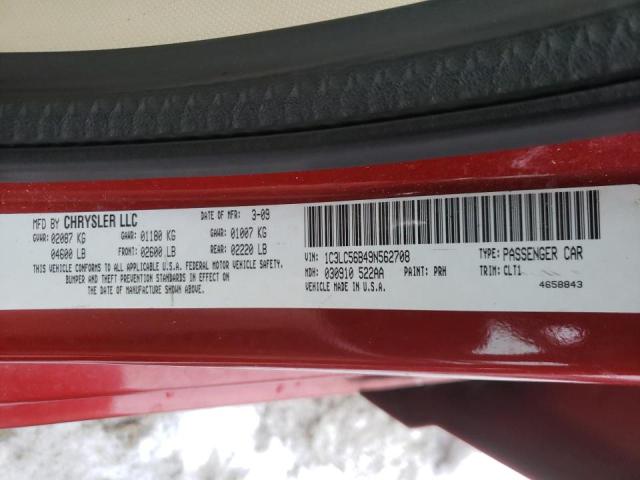 MFD BY CHRYSLER LLC DATE OF MFR: 3-09
GVWR: 02087 KG GAWR: 01180 KG GAWR: 01007 KG
04600 LB FRONT: 02600 LB REAR: 02220 LB
THIS VEHICLE CONFORMS TO ALL APPLICABLE U.S.A. FEDERAL MOTOR VEHICLE SAFETY,
BUMPER AND THEFT PREVENTION STANDARDS IN EFFECT ON
THE DATE OF MANUFACTURE SHOWN ABOVE.
VIN: 1C3LC56B49N562708 TYPE: PASSENGER CAR
MDH: 030910 522AA PAINT: PRH TRIM: CLT1
VEHICLE MADE IN U.S.A. 4658843